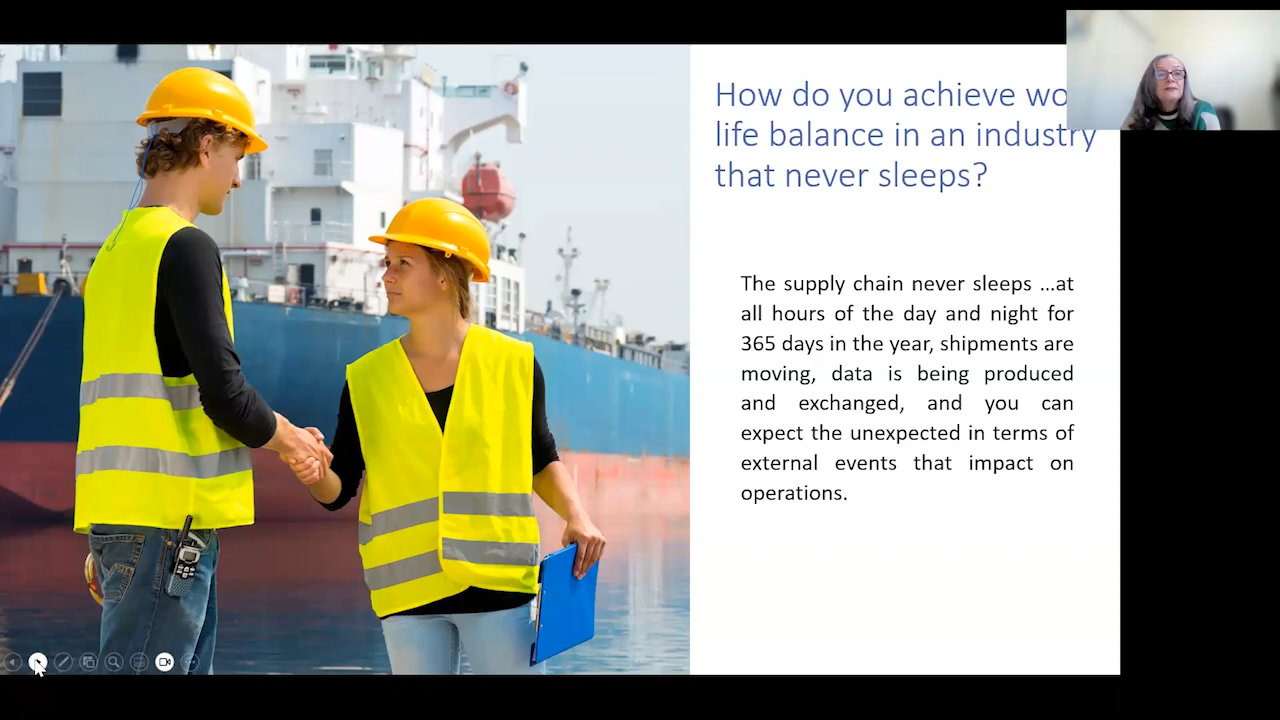 How do you achieve wo
life balance in an industry
that never sleeps?
The supply chain never sleeps ...at
all hours of the day and night for
365 days in the year, shipments are
moving, data is being produced
and exchanged, and you can
expect the unexpected in terms of
external events that impact on
operations.